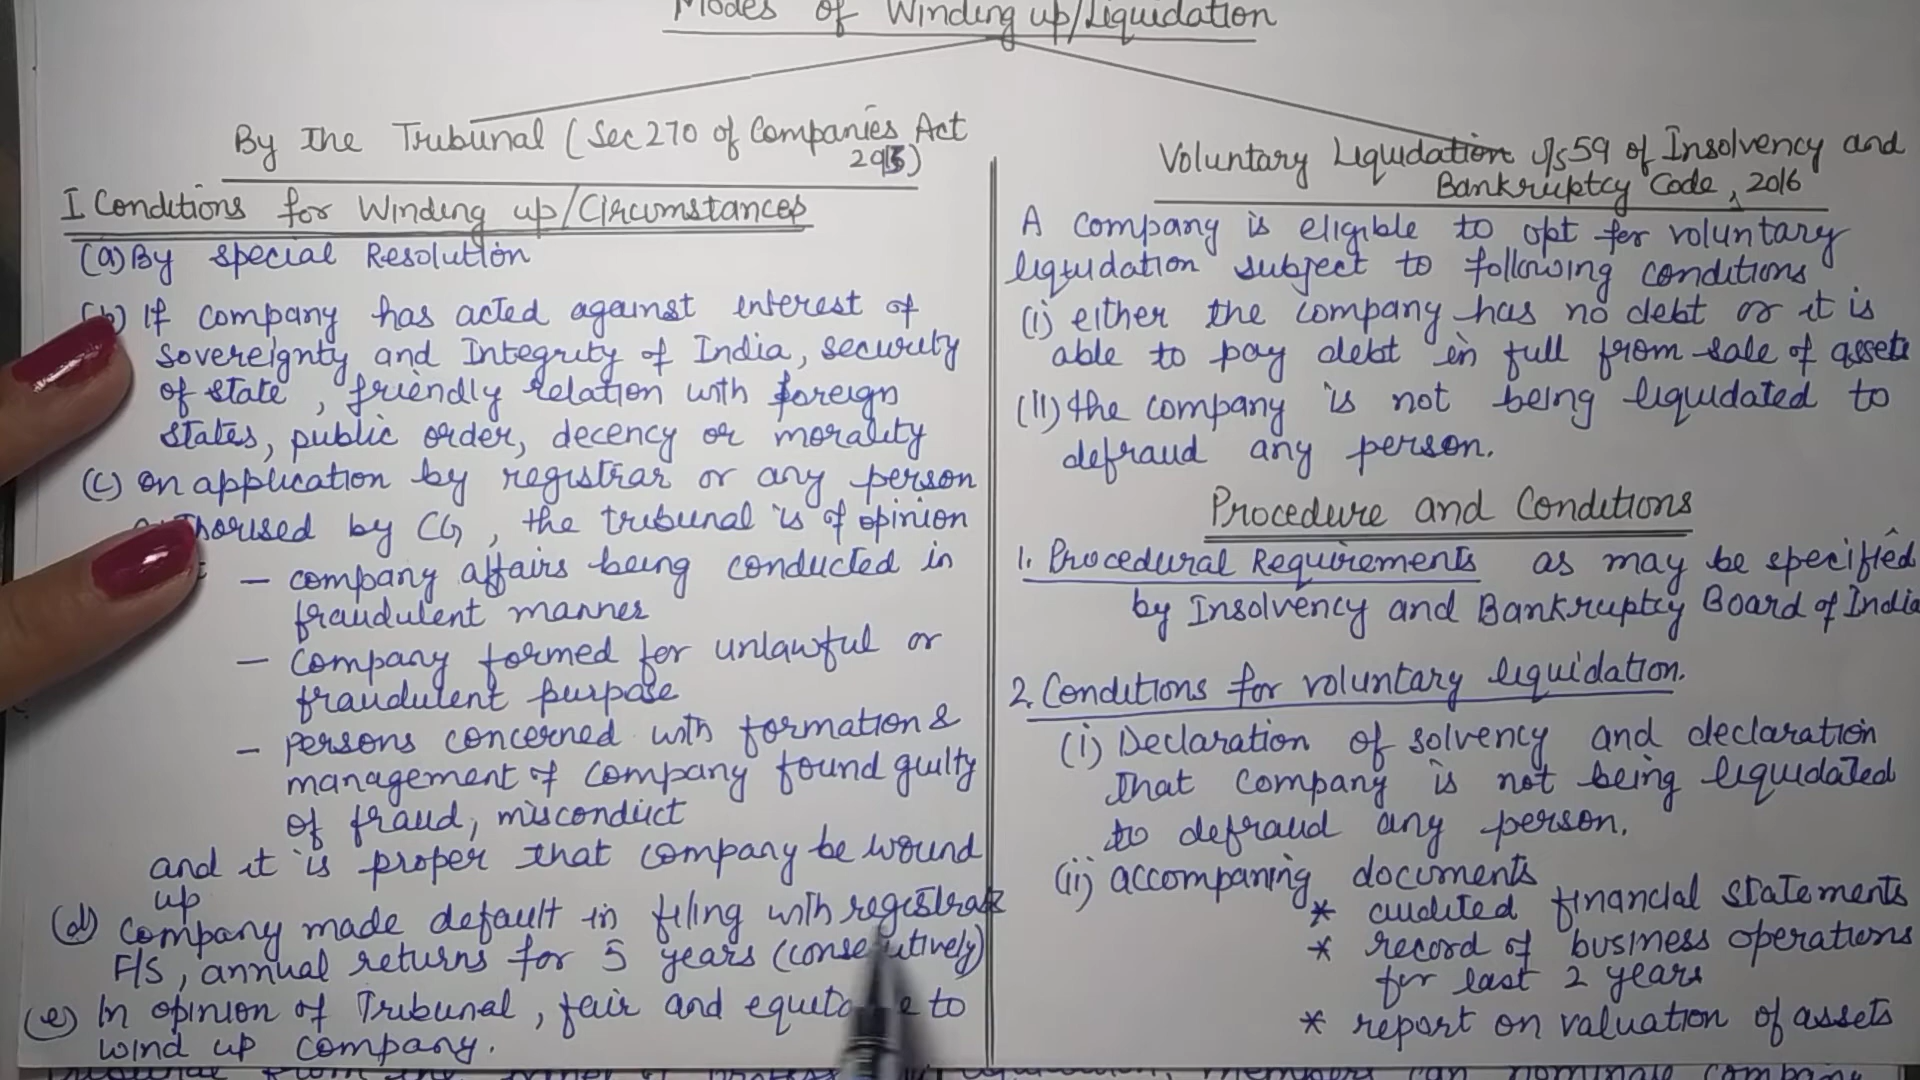 Modes of Winding up/Liquidation
By the Tribunal (Sec 270 of Companies Act
2013)
I Conditions for Winding up/Circumstances
(a) By special Resolution
(b) If company has acted against interest of
sovereignty and Integrity of India, security
of state, friendly relation with foreign
states, public order, decency or morality
(c) on application by registrar or any person
authorised by CG, the tribunal is of opinion
— company affairs being conducted in
fraudulent manner
— company formed for unlawful or
fraudulent purpose
— persons concerned with formation &
management of company found guilty
of fraud, misconduct
and it is proper that company be wound
up
(d) company made default in filing with registrar
F/S, annual returns for 5 years (consecutively)
(e) In opinion of Tribunal, fair and equitable to
wind up company.
Voluntary Liquidation U/s 59 of Insolvency and
Bankruptcy Code, 2016
A company is eligible to opt for voluntary
liquidation subject to following conditions
(i) either the company has no debt or it is
able to pay debt in full from sale of assets
(ii) the company is not being liquidated to
defraud any person.
Procedure and Conditions
1. Procedural Requirements as may be specified
by Insolvency and Bankruptcy Board of India
2. Conditions for voluntary liquidation.
(i) Declaration of solvency and declaration
that company is not being liquidated
to defraud any person.
(ii) accompaning documents
* audited financial statements
* record of business operations
for last 2 years
* report on valuation of assets